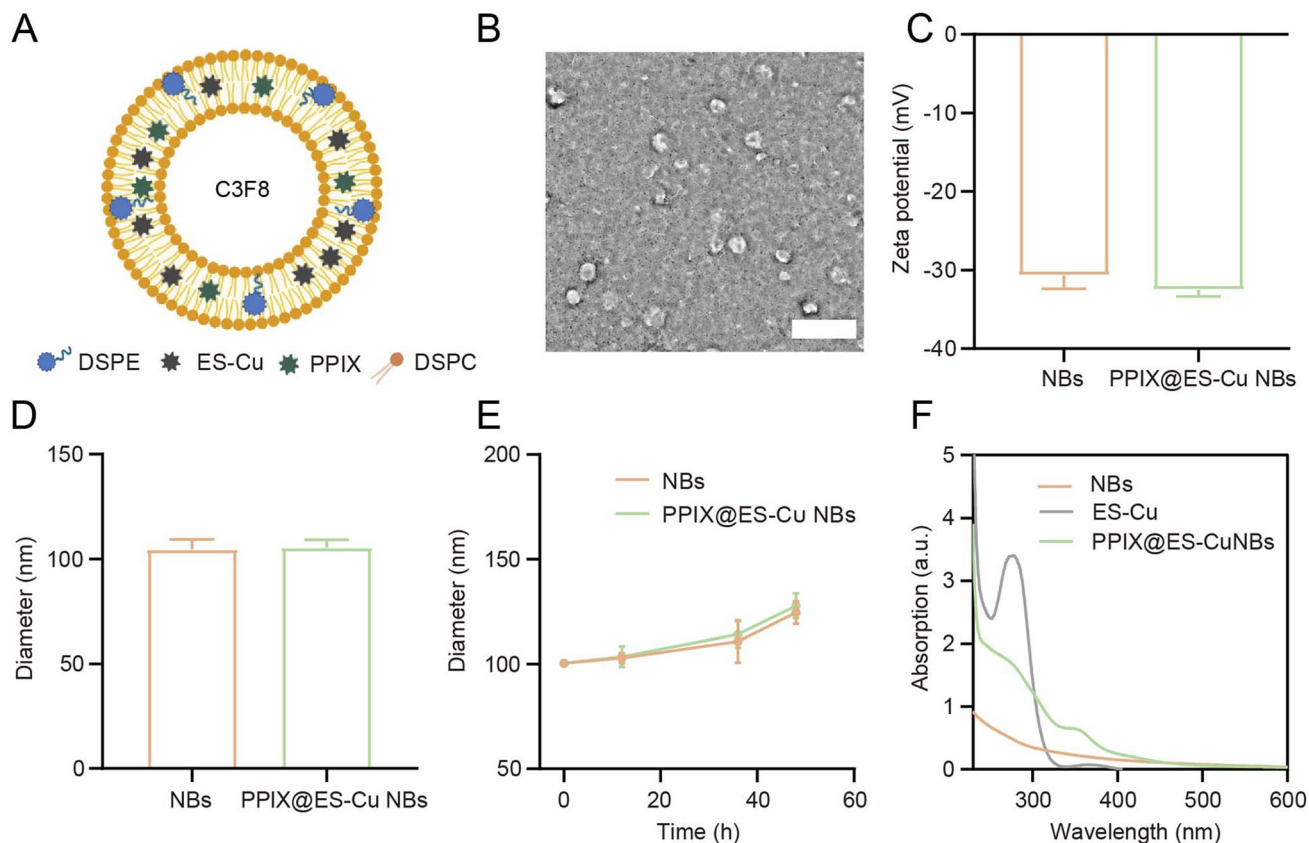 A
C3F8
DSPE ES-Cu PPIX DSPC
B
C
0
-10
-20
-30
-40
Zeta potential (mV)
NBs PPIX@ES-Cu NBs
D
150
100
50
0
Diameter (nm)
NBs PPIX@ES-Cu NBs
E
200
150
100
50
Diameter (nm)
NBs
PPIX@ES-Cu NBs
0 20 40 60
Time (h)
F
5
4
3
2
1
0
Absorption (a.u.)
NBs
ES-Cu
PPIX@ES-CuNBs
300 400 500 600
Wavelength (nm)